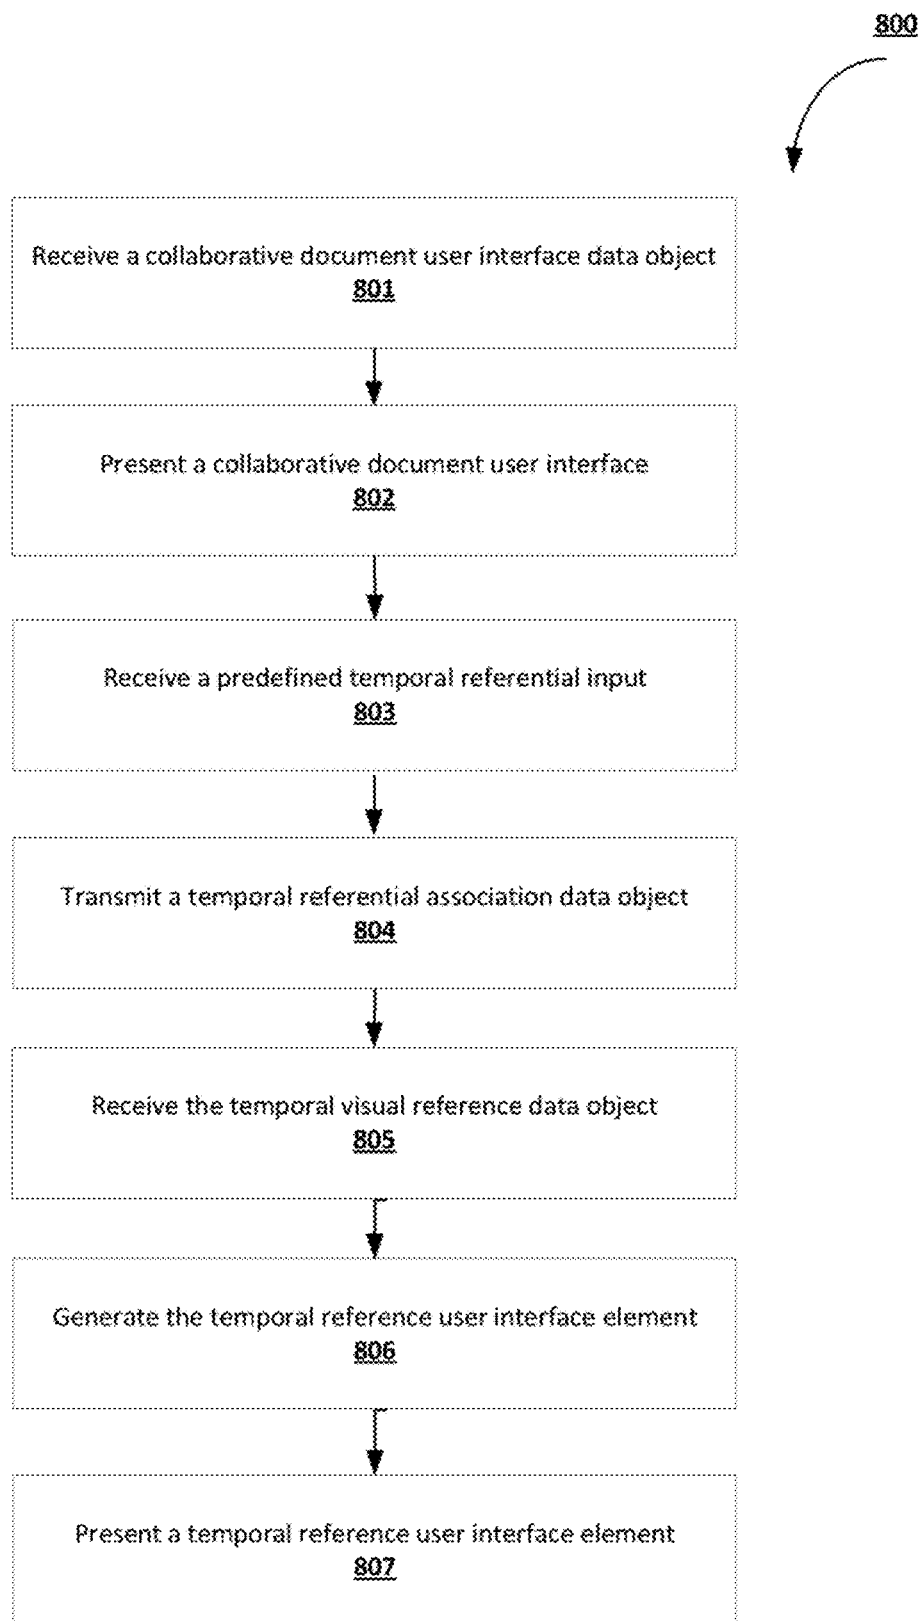 800
Receive a collaborative document user interface data object
801
Present a collaborative document user interface
802
Receive a predefined temporal referential input
803
Transmit a temporal referential association data object
804
Receive the temporal visual reference data object
805
Generate the temporal reference user interface element
806
Present a temporal reference user interface element
807